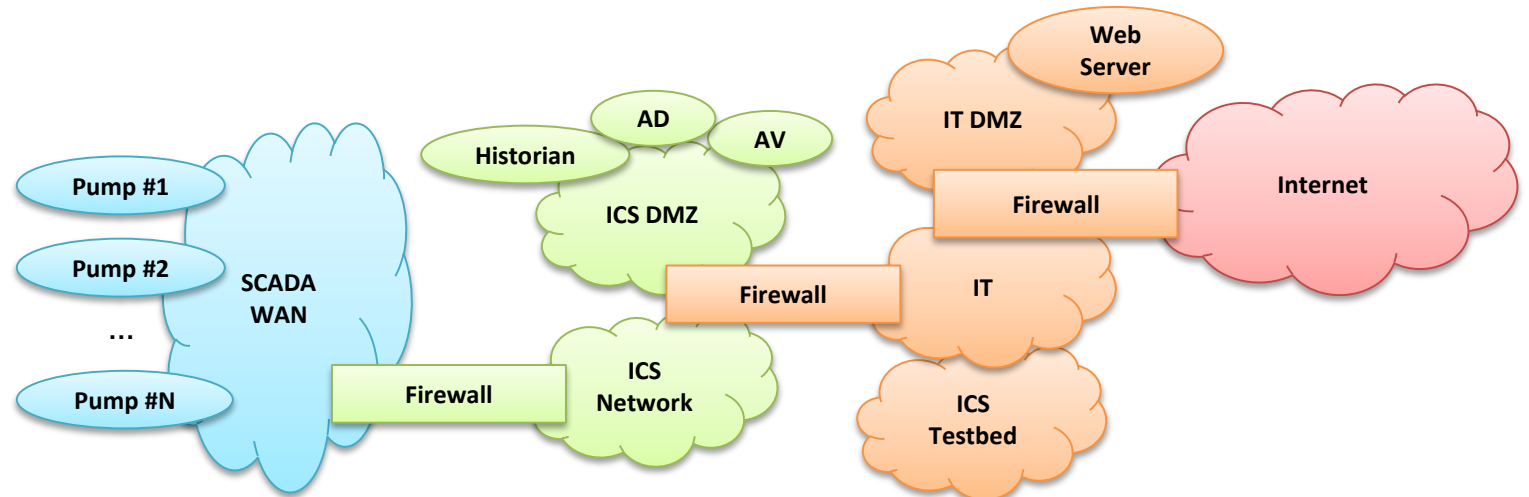 Pump #1
Pump #2
...
Pump #N
SCADA
WAN
Firewall
Historian
AD
AV
ICS DMZ
Firewall
ICS
Network
Web
Server
IT DMZ
Firewall
IT
ICS
Testbed
Internet